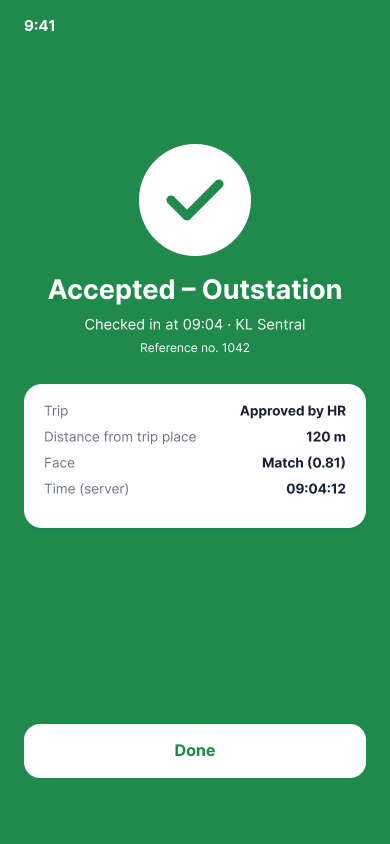 9:41
Accepted – Outstation
Checked in at 09:04 · KL Sentral
Reference no. 1042
Trip Approved by HR
Distance from trip place 120 m
Face Match (0.81)
Time (server) 09:04:12
Done